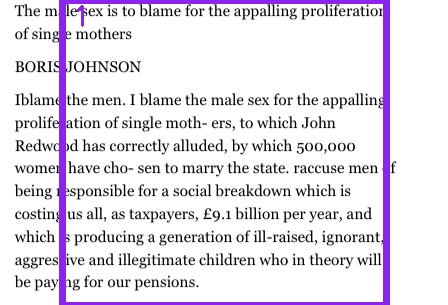 The male sex is to blame for the appalling proliferation
of single mothers
BORIS JOHNSON
Iblame the men. I blame the male sex for the appalling
proliferation of single moth- ers, to which John
Redwood has correctly alluded, by which 500,000
women have cho- sen to marry the state. raccuse men of
being responsible for a social breakdown which is
costing us all, as taxpayers, £9.1 billion per year, and
which is producing a generation of ill-raised, ignorant,
aggressive and illegitimate children who in theory will
be paying for our pensions.